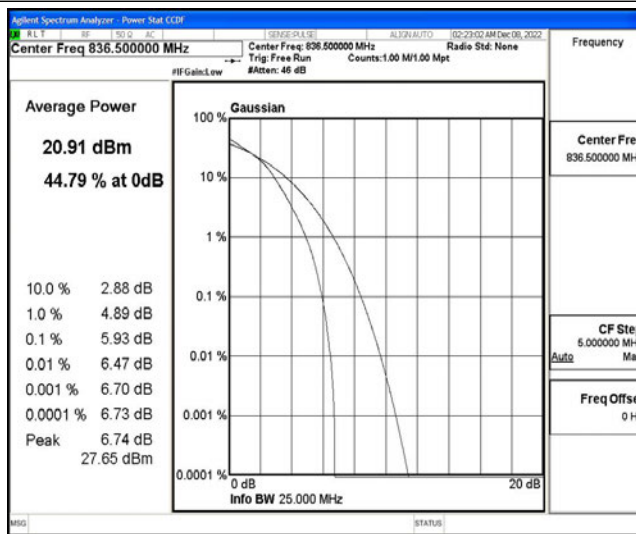 Agilent Spectrum Analyzer - Power Stat CCDF
RLT RF 50 Ω AC SENSE:PULSE ALIGN AUTO 02:23:02 AM Dec 08, 2022
Center Freq 836.500000 MHz
Center Freq: 836.500000 MHz Radio Std: None
Trig: Free Run Counts:1.00 M/1.00 Mpt
#IFGain:Low #Atten: 46 dB
Frequency
Average Power
20.91 dBm
44.79 % at 0dB
10.0 % 2.88 dB
1.0 % 4.89 dB
0.1 % 5.93 dB
0.01 % 6.47 dB
0.001 % 6.70 dB
0.0001 % 6.73 dB
Peak 6.74 dB
27.65 dBm
Gaussian
100 %
10 %
1 %
0.1 %
0.01 %
0.001 %
0.0001 %
0 dB 20 dB
Info BW 25.000 MHz
Center Fre
836.500000 MH
CF Ste
5.000000 MH
Auto Ma
Freq Offse
0 H
MSG STATUS